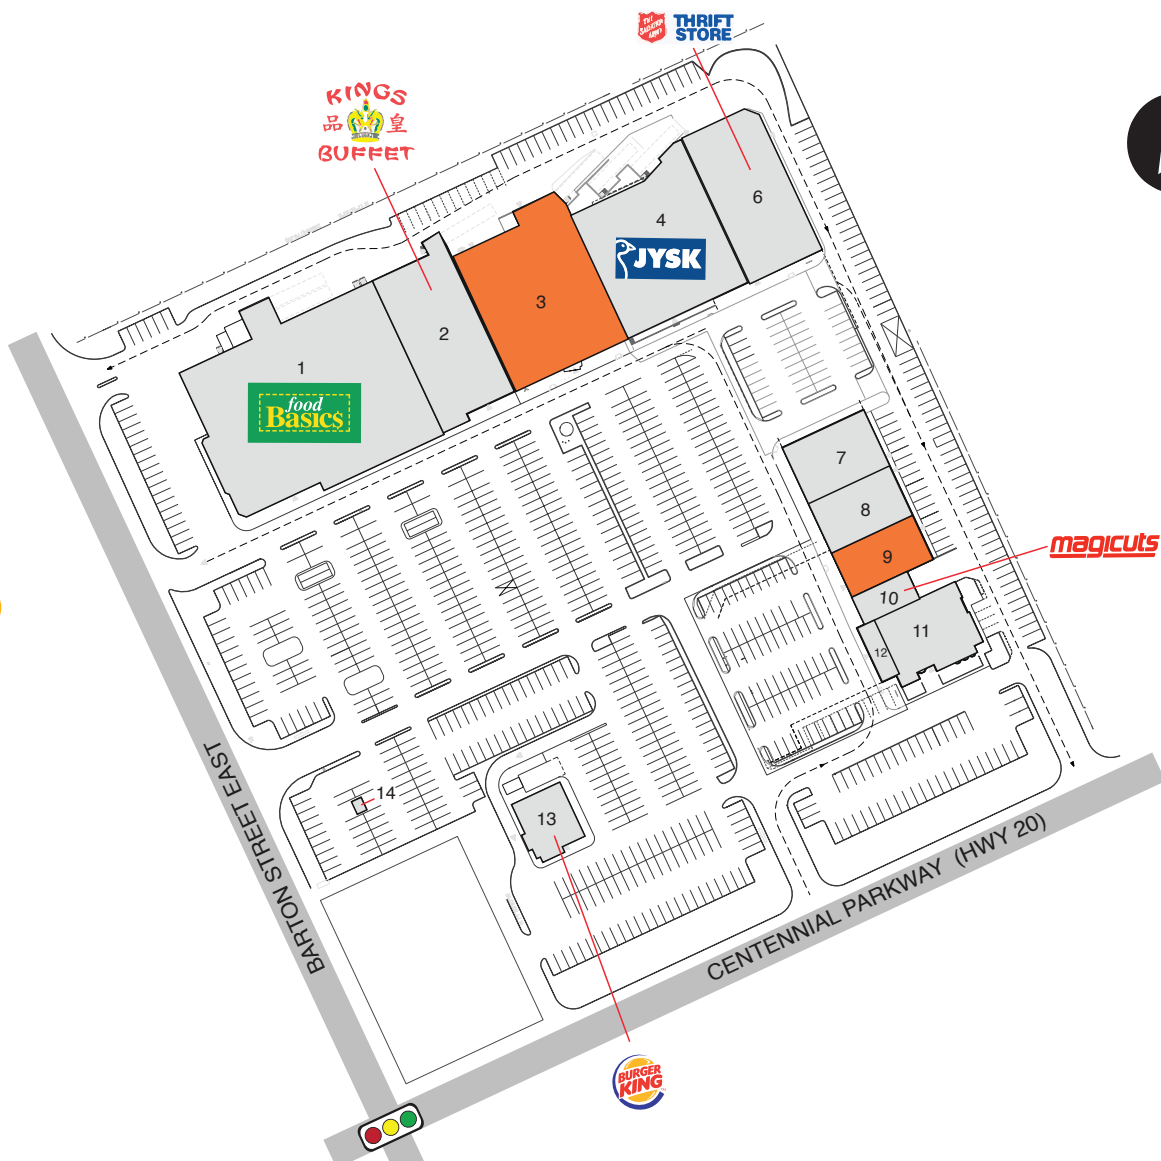 THE
SALVATION
ARMY
THRIFT
STORE
KINGS
品 皇
BUFFET
6
4
JYSK
3
2
1
food
Basics
7
8
9
magicuts
10
11
12
14
13
BARTON STREET EAST
CENTENNIAL PARKWAY (HWY 20)
BURGER
KING